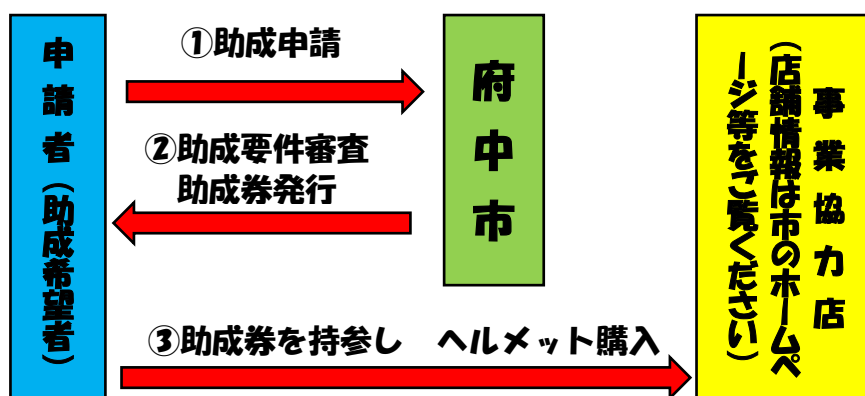 申請者（助成希望者）
①助成申請
②助成要件審査
助成券発行
府中市
③助成券を持参し　ヘルメット購入
事業協力店
（店舗情報は市のホームペ
ージ等をご覧ください）